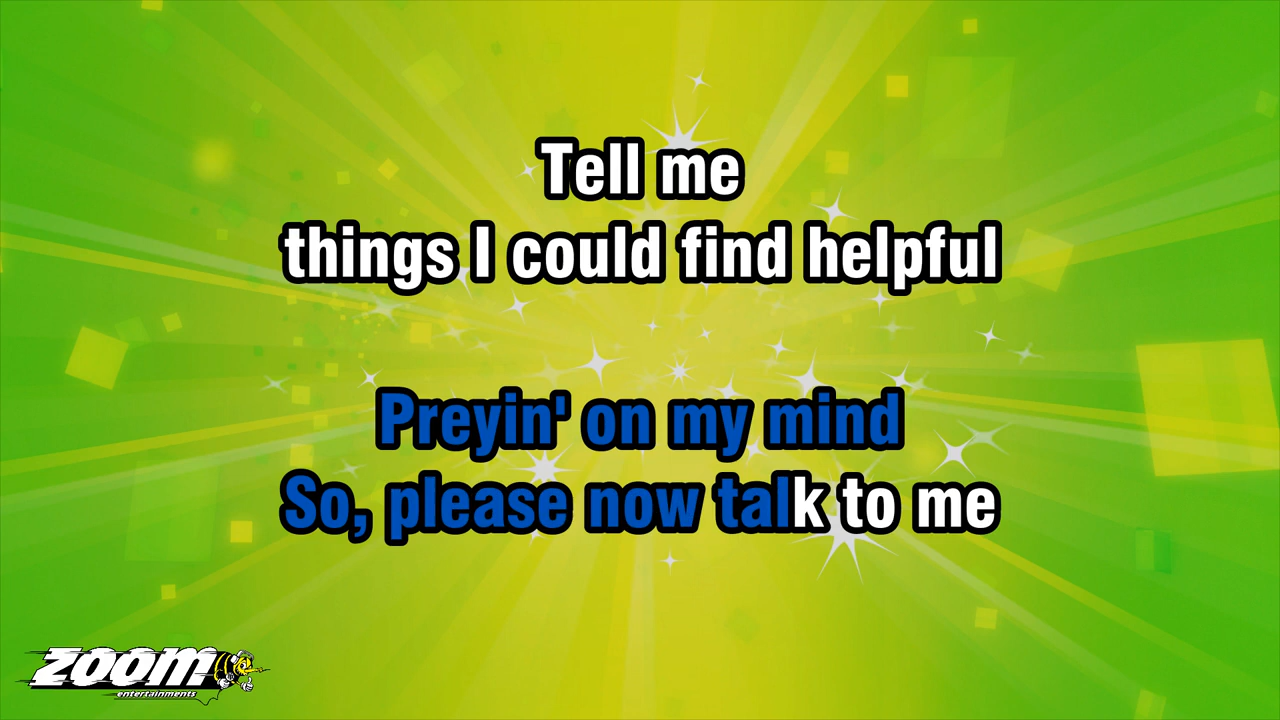 Tell me
things I could find helpful
Preyin' on my mind
So, please now talk to me
ZOOM
entertainments